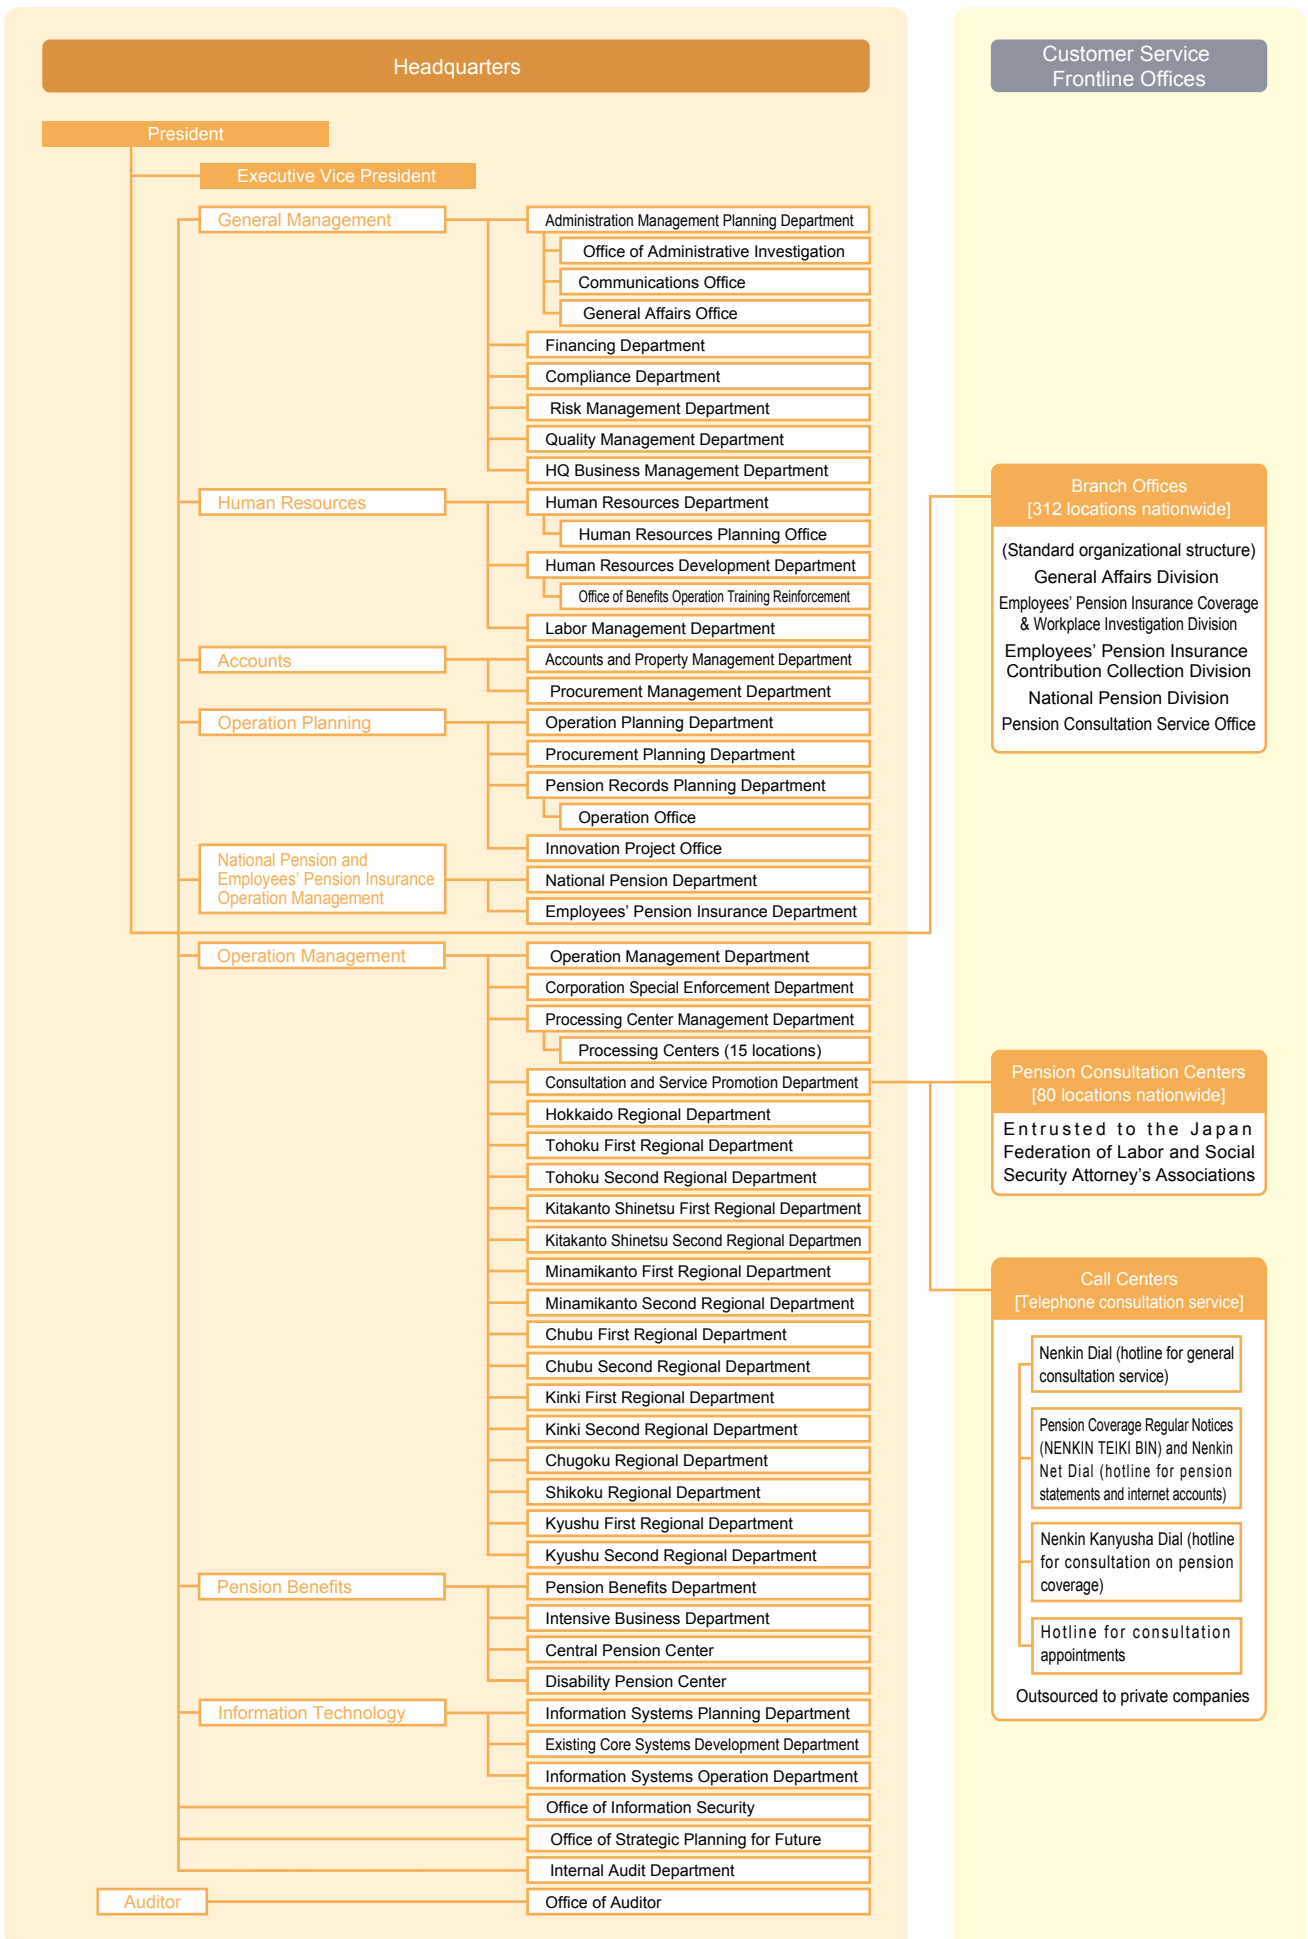 Headquarters
President
Executive Vice President
General Management
Administration Management Planning Department
Office of Administrative Investigation
Communications Office
General Affairs Office
Financing Department
Compliance Department
Risk Management Department
Quality Management Department
HQ Business Management Department
Human Resources
Human Resources Department
Human Resources Planning Office
Human Resources Development Department
Office of Benefits Operation Training Reinforcement
Labor Management Department
Accounts
Accounts and Property Management Department
Procurement Management Department
Operation Planning
Operation Planning Department
Procurement Planning Department
Pension Records Planning Department
Operation Office
Innovation Project Office
National Pension and
Employees’ Pension Insurance
Operation Management
National Pension Department
Employees’ Pension Insurance Department
Operation Management
Operation Management Department
Corporation Special Enforcement Department
Processing Center Management Department
Processing Centers (15 locations)
Consultation and Service Promotion Department
Hokkaido Regional Department
Tohoku First Regional Department
Tohoku Second Regional Department
Kitakanto Shinetsu First Regional Department
Kitakanto Shinetsu Second Regional Departmen
Minamikanto First Regional Department
Minamikanto Second Regional Department
Chubu First Regional Department
Chubu Second Regional Department
Kinki First Regional Department
Kinki Second Regional Department
Chugoku Regional Department
Shikoku Regional Department
Kyushu First Regional Department
Kyushu Second Regional Department
Pension Benefits
Pension Benefits Department
Intensive Business Department
Central Pension Center
Disability Pension Center
Information Technology
Information Systems Planning Department
Existing Core Systems Development Department
Information Systems Operation Department
Office of Information Security
Office of Strategic Planning for Future
Internal Audit Department
Auditor
Office of Auditor
Customer Service
Frontline Offices
Branch Offices
[312 locations nationwide]
(Standard organizational structure)
General Affairs Division
Employees’ Pension Insurance Coverage
& Workplace Investigation Division
Employees’ Pension Insurance
Contribution Collection Division
National Pension Division
Pension Consultation Service Office
Pension Consultation Centers
[80 locations nationwide]
Entrusted to the Japan
Federation of Labor and Social
Security Attorney’s Associations
Call Centers
[Telephone consultation service]
Nenkin Dial (hotline for general
consultation service)
Pension Coverage Regular Notices
(NENKIN TEIKI BIN) and Nenkin
Net Dial (hotline for pension
statements and internet accounts)
Nenkin Kanyusha Dial (hotline
for consultation on pension
coverage)
Hotline for consultation
appointments
Outsourced to private companies